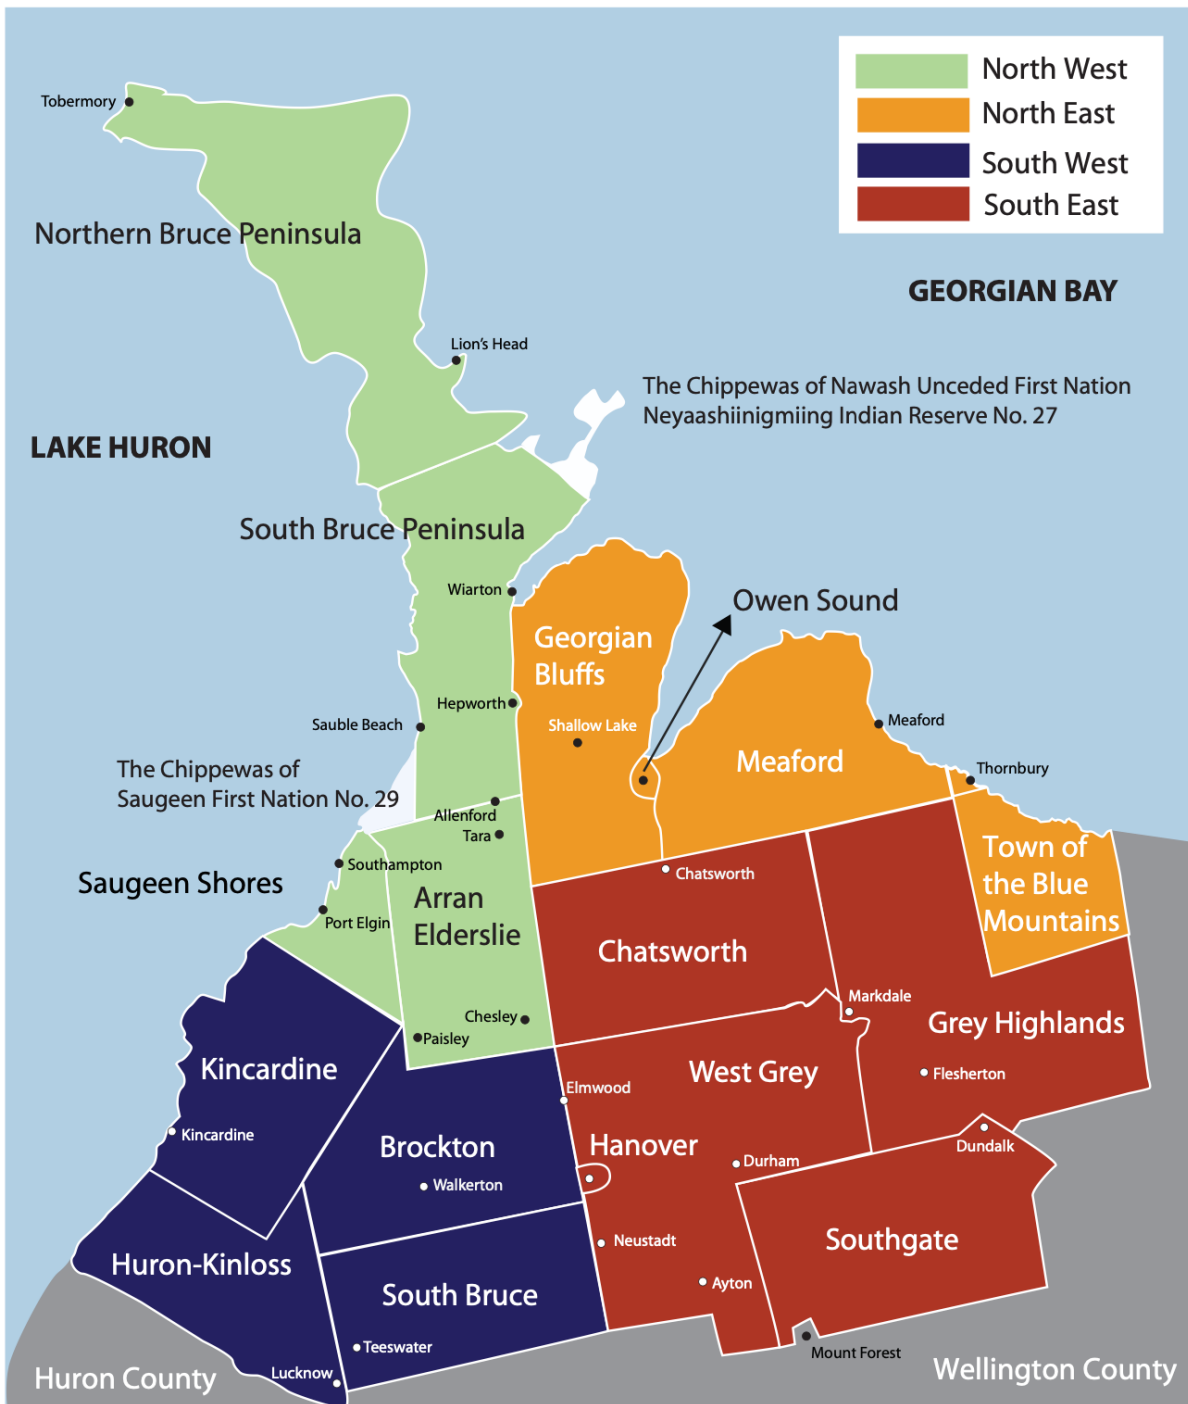 North West
North East
South West
South East
Tobermory
Northern Bruce Peninsula
GEORGIAN BAY
Lion's Head
The Chippewas of Nawash Unceded First Nation
Neyaashiinigmiing Indian Reserve No. 27
LAKE HURON
South Bruce Peninsula
Wiarton
Owen Sound
Georgian
Bluffs
Hepworth
Sauble Beach
Shallow Lake
Meaford
Meaford
Thornbury
The Chippewas of
Saugeen First Nation No. 29
Allenford
Tara
Southampton
Saugeen Shores
Port Elgin
Arran
Elderslie
Chatsworth
Chatsworth
Town of
the Blue
Mountains
Chesley
Paisley
Markdale
Grey Highlands
Flesherton
Kincardine
Kincardine
West Grey
Elmwood
Brockton
Walkerton
Hanover
Durham
Dundalk
Neustadt
Ayton
Southgate
Huron-Kinloss
South Bruce
Teeswater
Lucknow
Mount Forest
Huron County
Wellington County